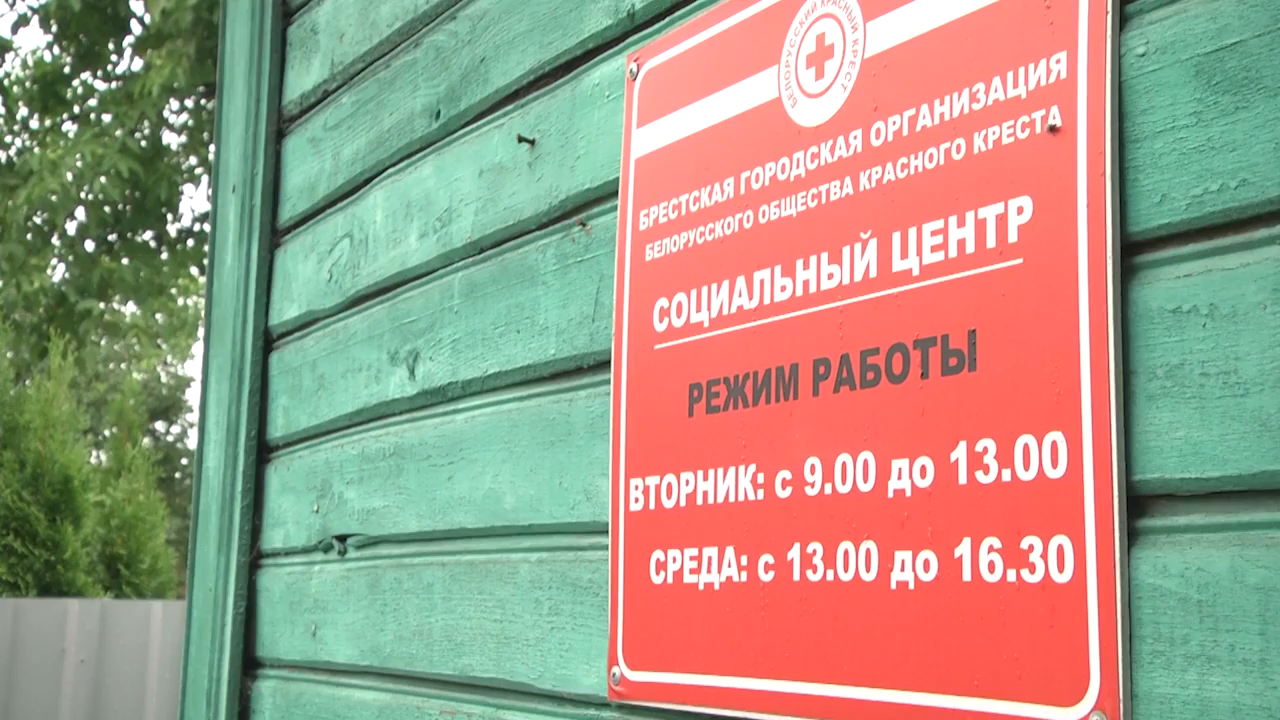 БЕЛОРУССКИЙ КРАСНЫЙ КРЕСТ
БРЕСТСКАЯ ГОРОДСКАЯ ОРГАНИЗАЦИЯ
БЕЛОРУССКОГО ОБЩЕСТВА КРАСНОГО КРЕСТА
СОЦИАЛЬНЫЙ ЦЕНТР
РЕЖИМ РАБОТЫ
ВТОРНИК: с 9.00 до 13.00
СРЕДА: с 13.00 до 16.30